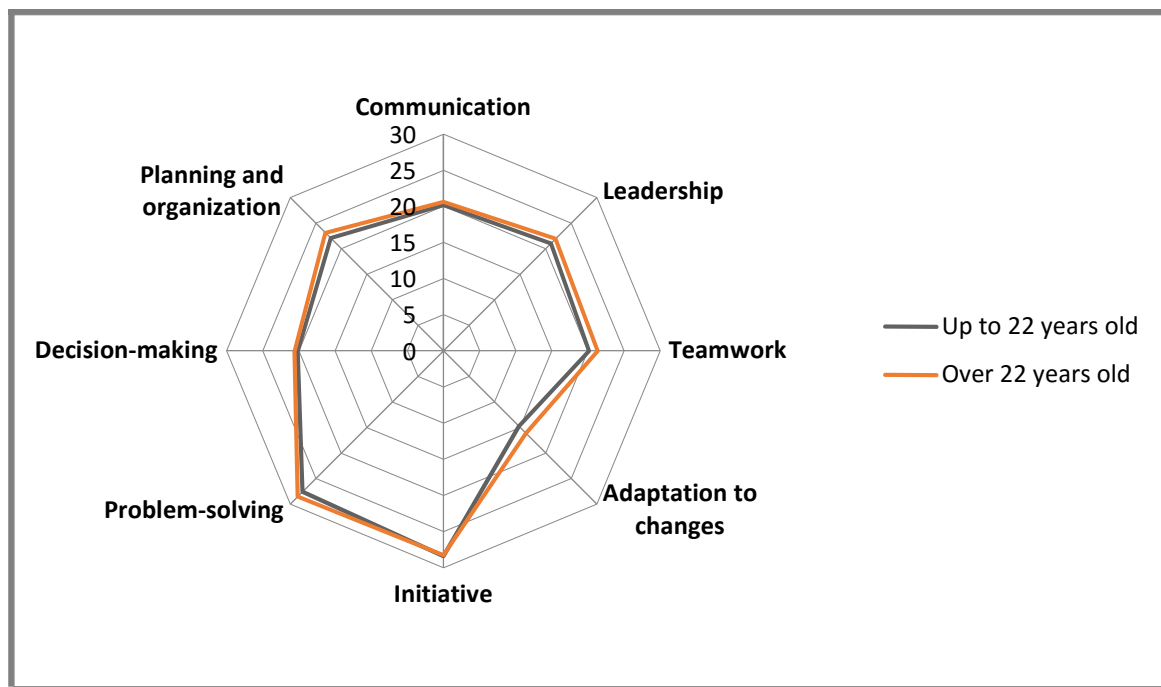 Communication
30
25
20
15
10
5
0
Planning and
organization
Leadership
Decision-making
Teamwork
Problem-solving
Adaptation to
changes
Initiative
Up to 22 years old
Over 22 years old